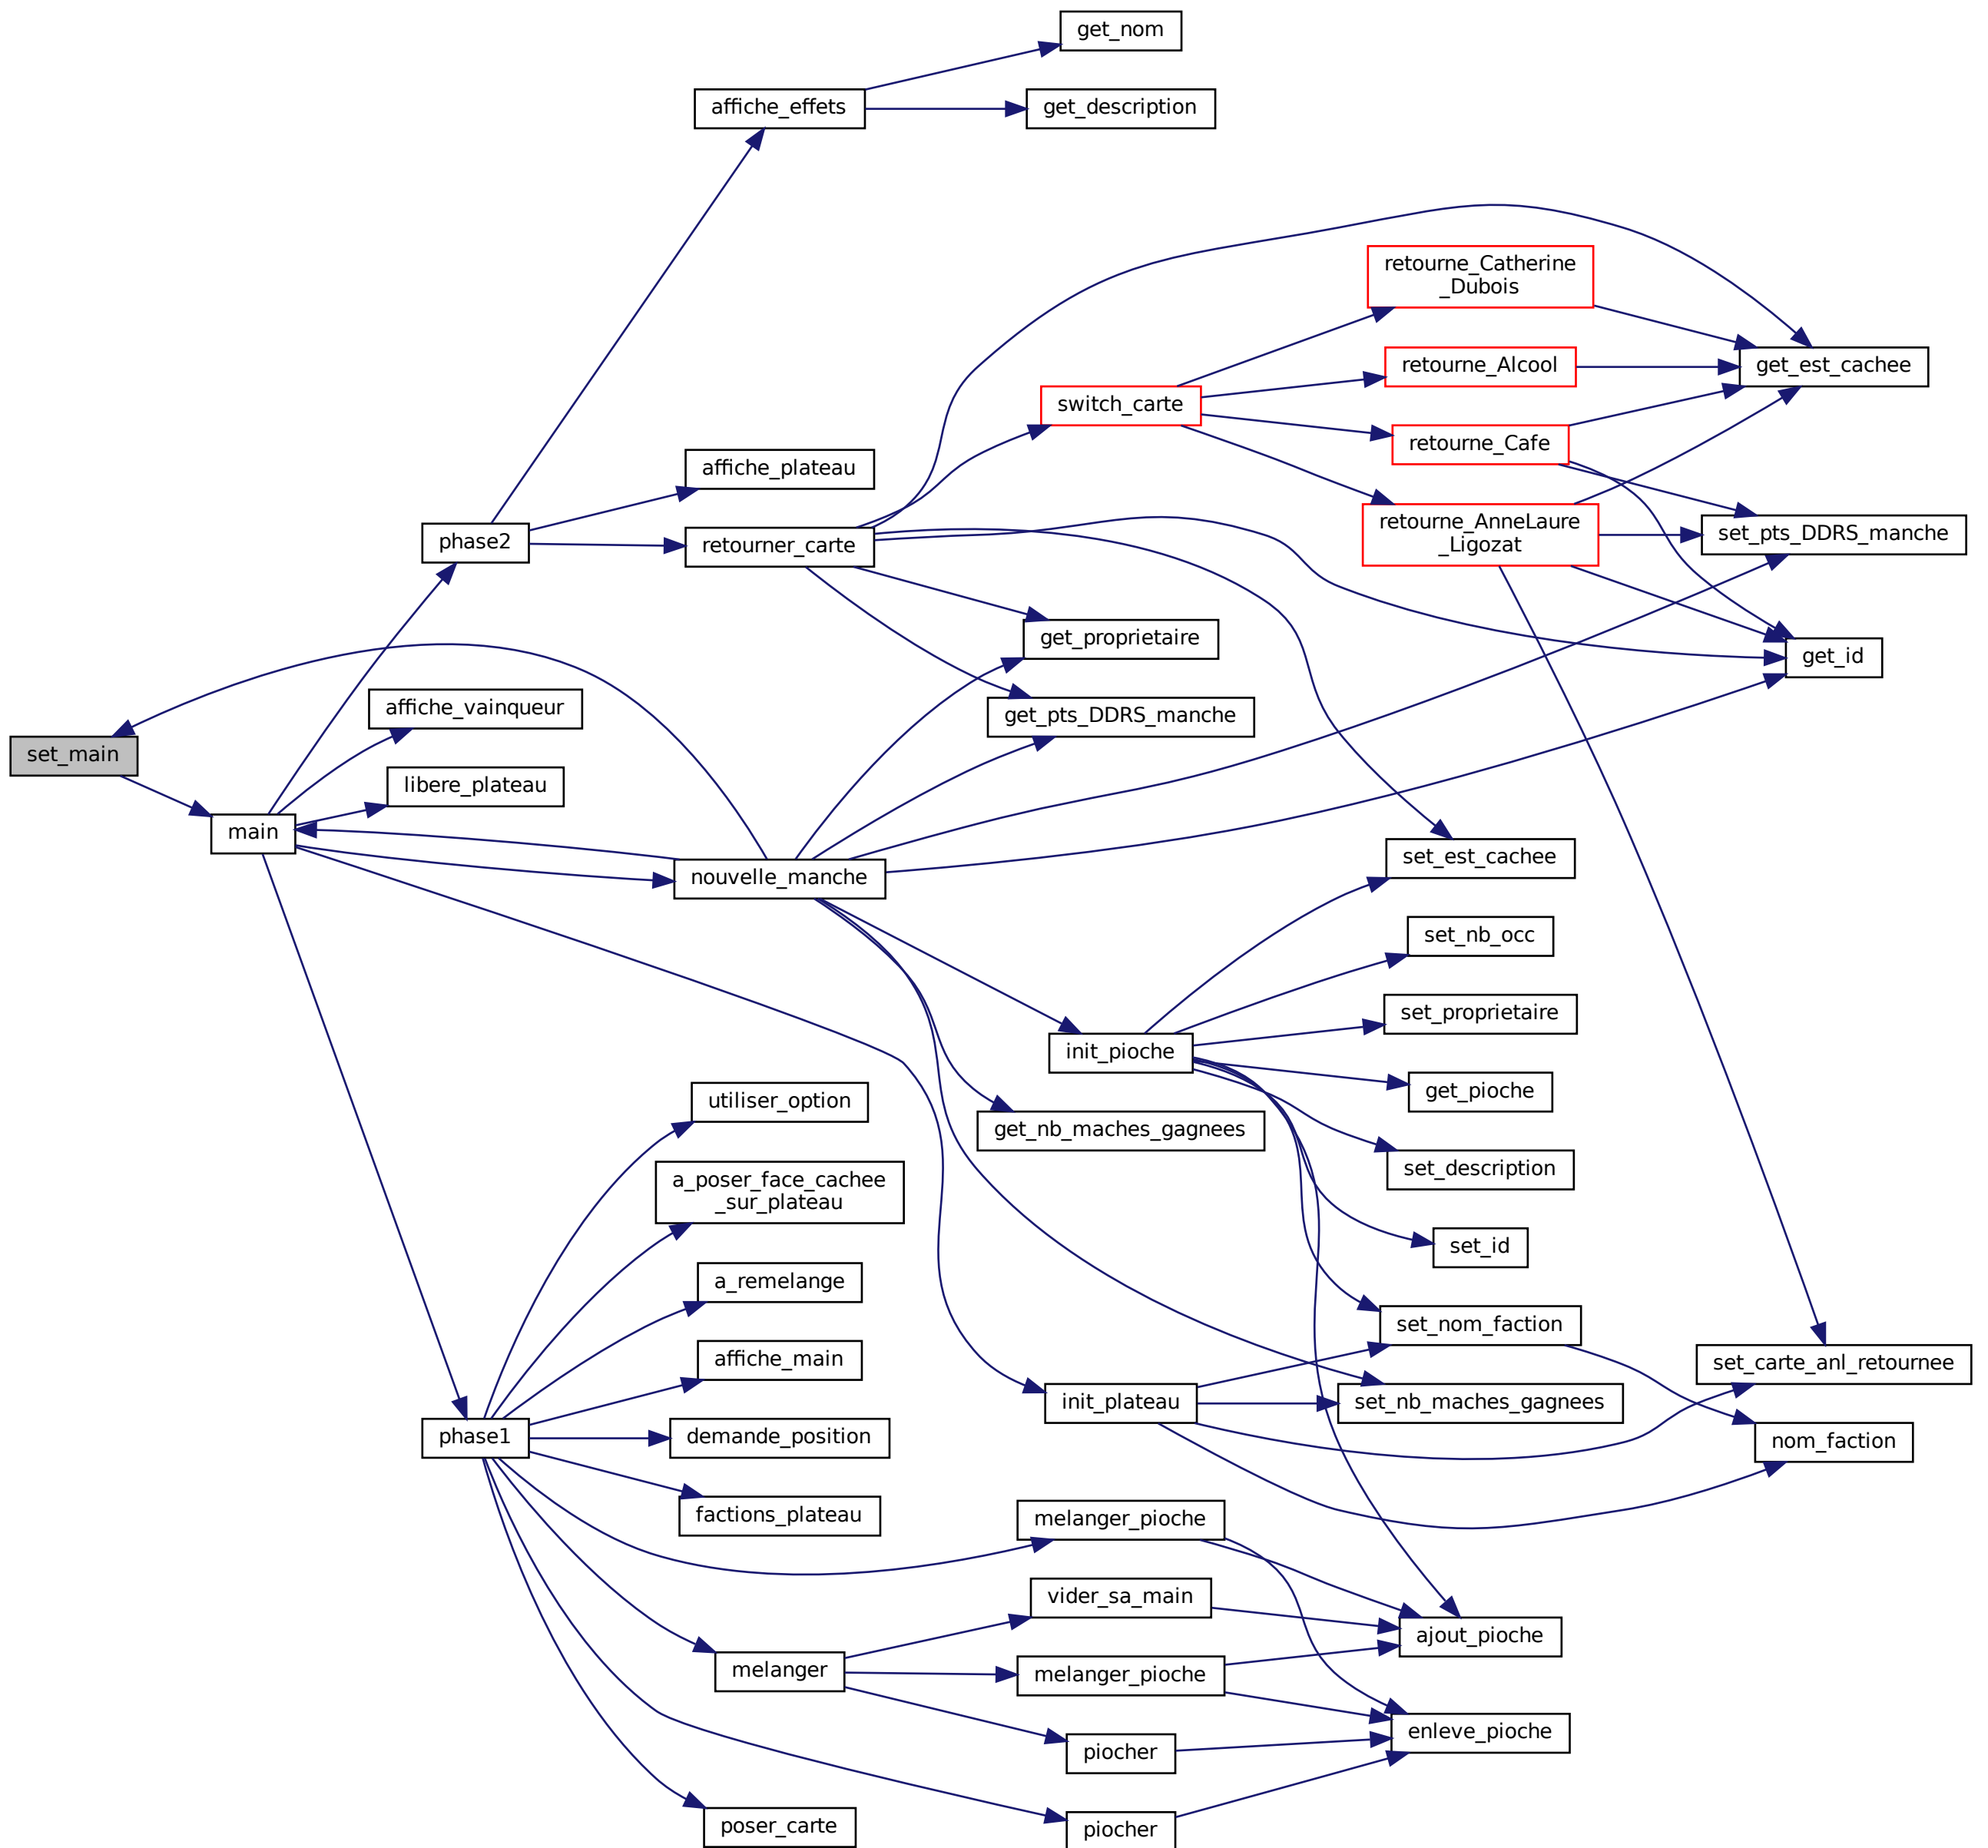 get_nom
affiche_effets
get_description
retourne_Catherine
_Dubois
retourne_Alcool
get_est_cachee
switch_carte
retourne_Cafe
affiche_plateau
retourne_AnneLaure
_Ligozat
set_pts_DDRS_manche
phase2
retourner_carte
get_proprietaire
get_id
affiche_vainqueur
get_pts_DDRS_manche
set_main
libere_plateau
main
set_est_cachee
nouvelle_manche
set_nb_occ
set_proprietaire
init_pioche
get_pioche
utiliser_option
get_nb_maches_gagnees
set_description
a_poser_face_cachee
_sur_plateau
set_id
a_remelange
set_nom_faction
affiche_main
set_carte_anl_retournee
init_plateau
set_nb_maches_gagnees
phase1
demande_position
nom_faction
factions_plateau
melanger_pioche
vider_sa_main
ajout_pioche
melanger
melanger_pioche
enleve_pioche
piocher
poser_carte
piocher